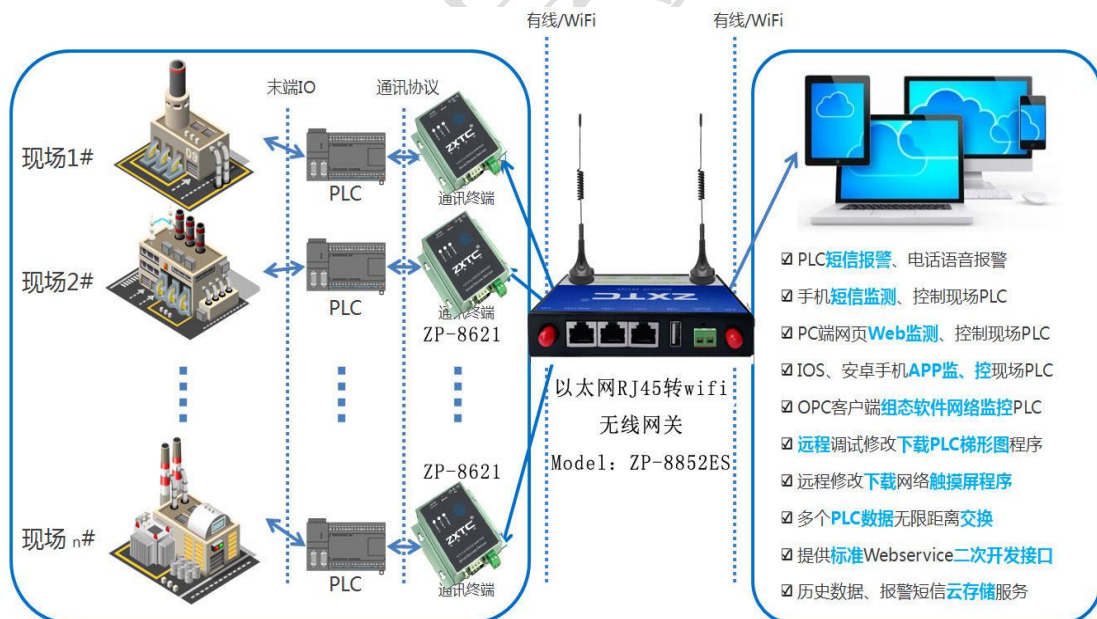 有线/WiFi
有线/WiFi
末端IO
通讯协议
现场1#
PLC
ZXTC
通讯终端
现场2#
PLC
ZXTC
通讯终端
ZP-8621
ZXTC
以太网RJ45转wifi
无线网关
Model: ZP-8852ES
ZP-8621
现场 n#
PLC
ZXTC
通讯终端
☑ PLC短信报警、电话语音报警
☑ 手机短信监测、控制现场PLC
☑ PC端网页Web监测、控制现场PLC
☑ IOS、安卓手机APP监、控现场PLC
☑ OPC客户端组态软件网络监控PLC
☑ 远程调试修改下载PLC梯形图程序
☑ 远程修改下载网络触摸屏程序
☑ 多个PLC数据无限距离交换
☑ 提供标准Webservice二次开发接口
☑ 历史数据、报警短信云存储服务